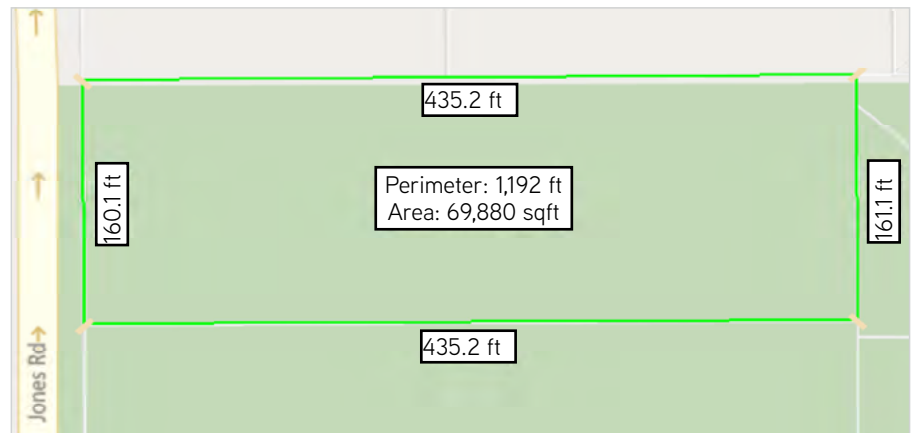 435.2 ft
160.1 ft
Perimeter: 1,192 ft
Area: 69,880 sqft
161.1 ft
435.2 ft
Jones Rd